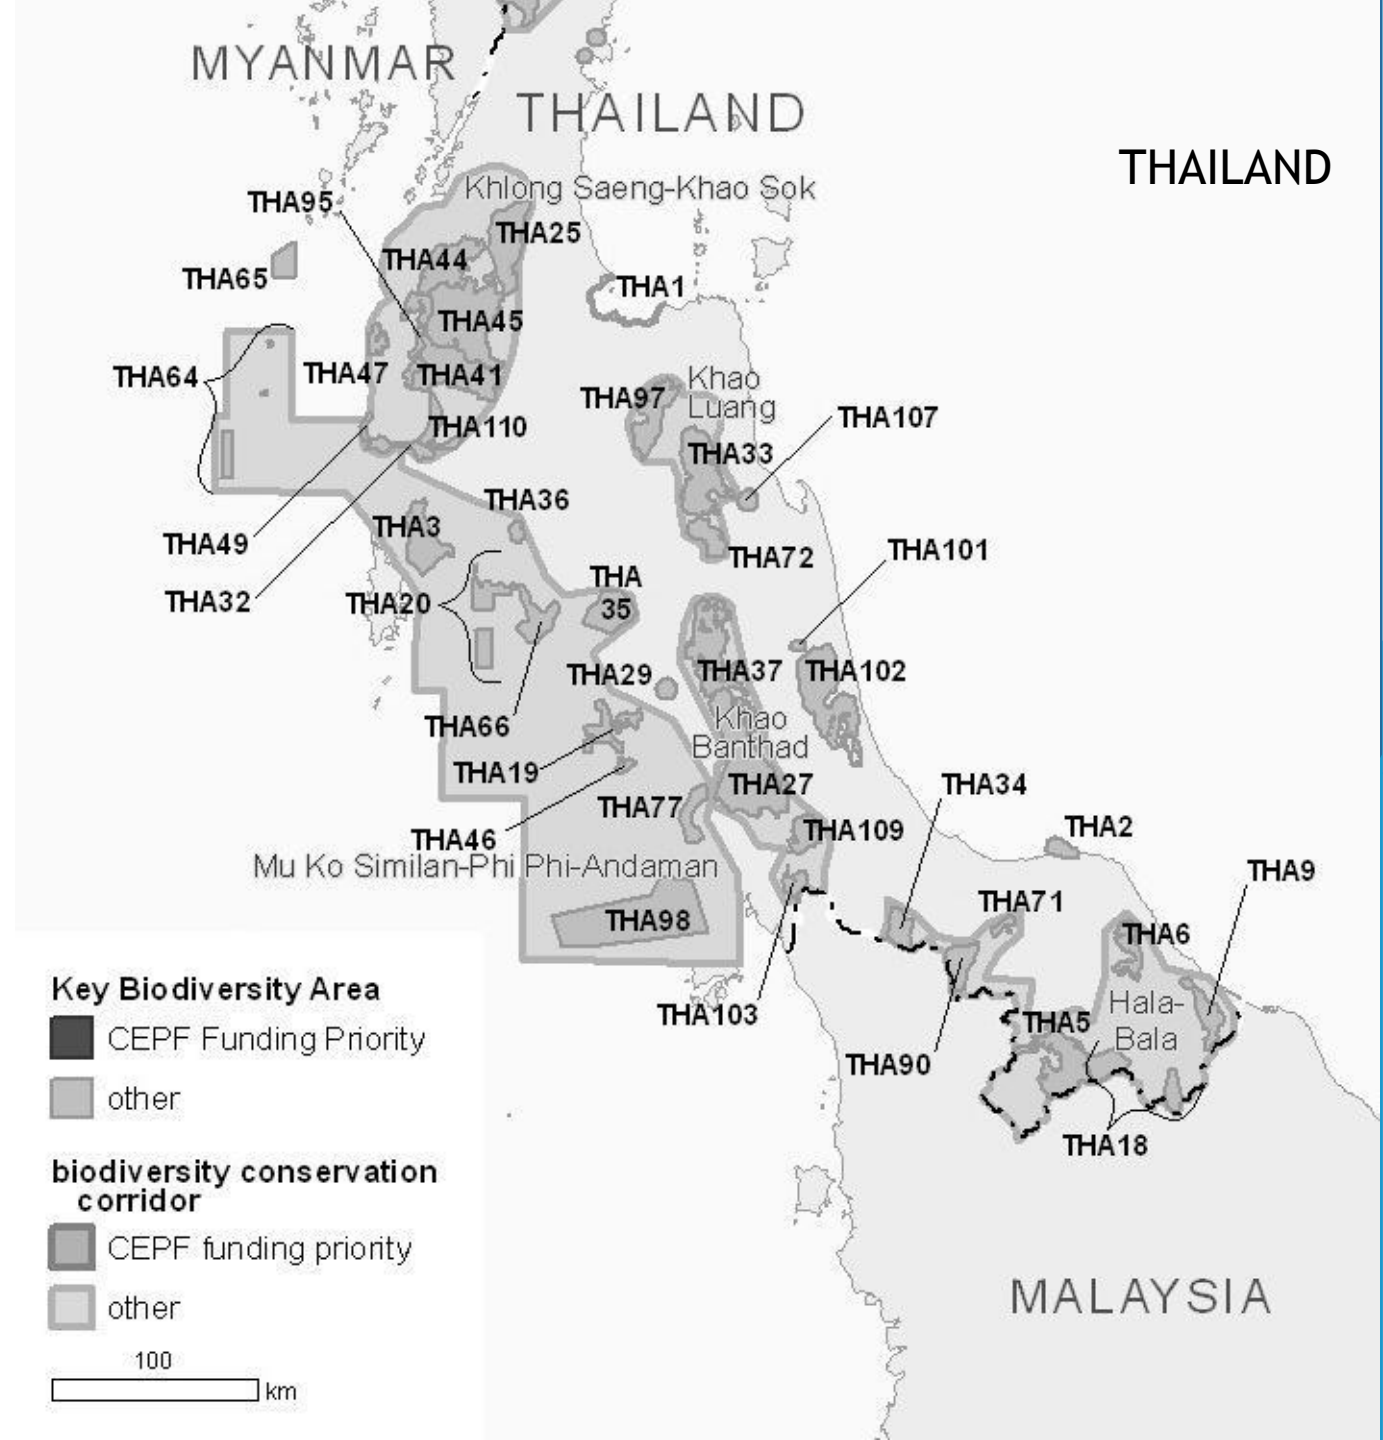 MYANMAR
THAILAND
THAILAND
Khlong Saeng-Khao Sok
THA95
THA25
THA44
THA65
THA1
THA45
THA64
THA47
THA41
Khao
Luang
THA97
THA107
THA110
THA33
THA36
THA3
THA49
THA72
THA101
THA32
THA20
THA
35
THA29
THA37
THA102
THA66
Khao
Banthad
THA19
THA27
THA34
THA77
THA46
THA109
THA2
Mu Ko Similan-Phi Phi-Andaman
THA9
THA71
THA98
THA6
Hala-
Bala
THA103
THA5
THA90
THA18
Key Biodiversity Area
CEPF Funding Priority
other
biodiversity conservation
corridor
CEPF funding priority
other
100
km
MALAYSIA